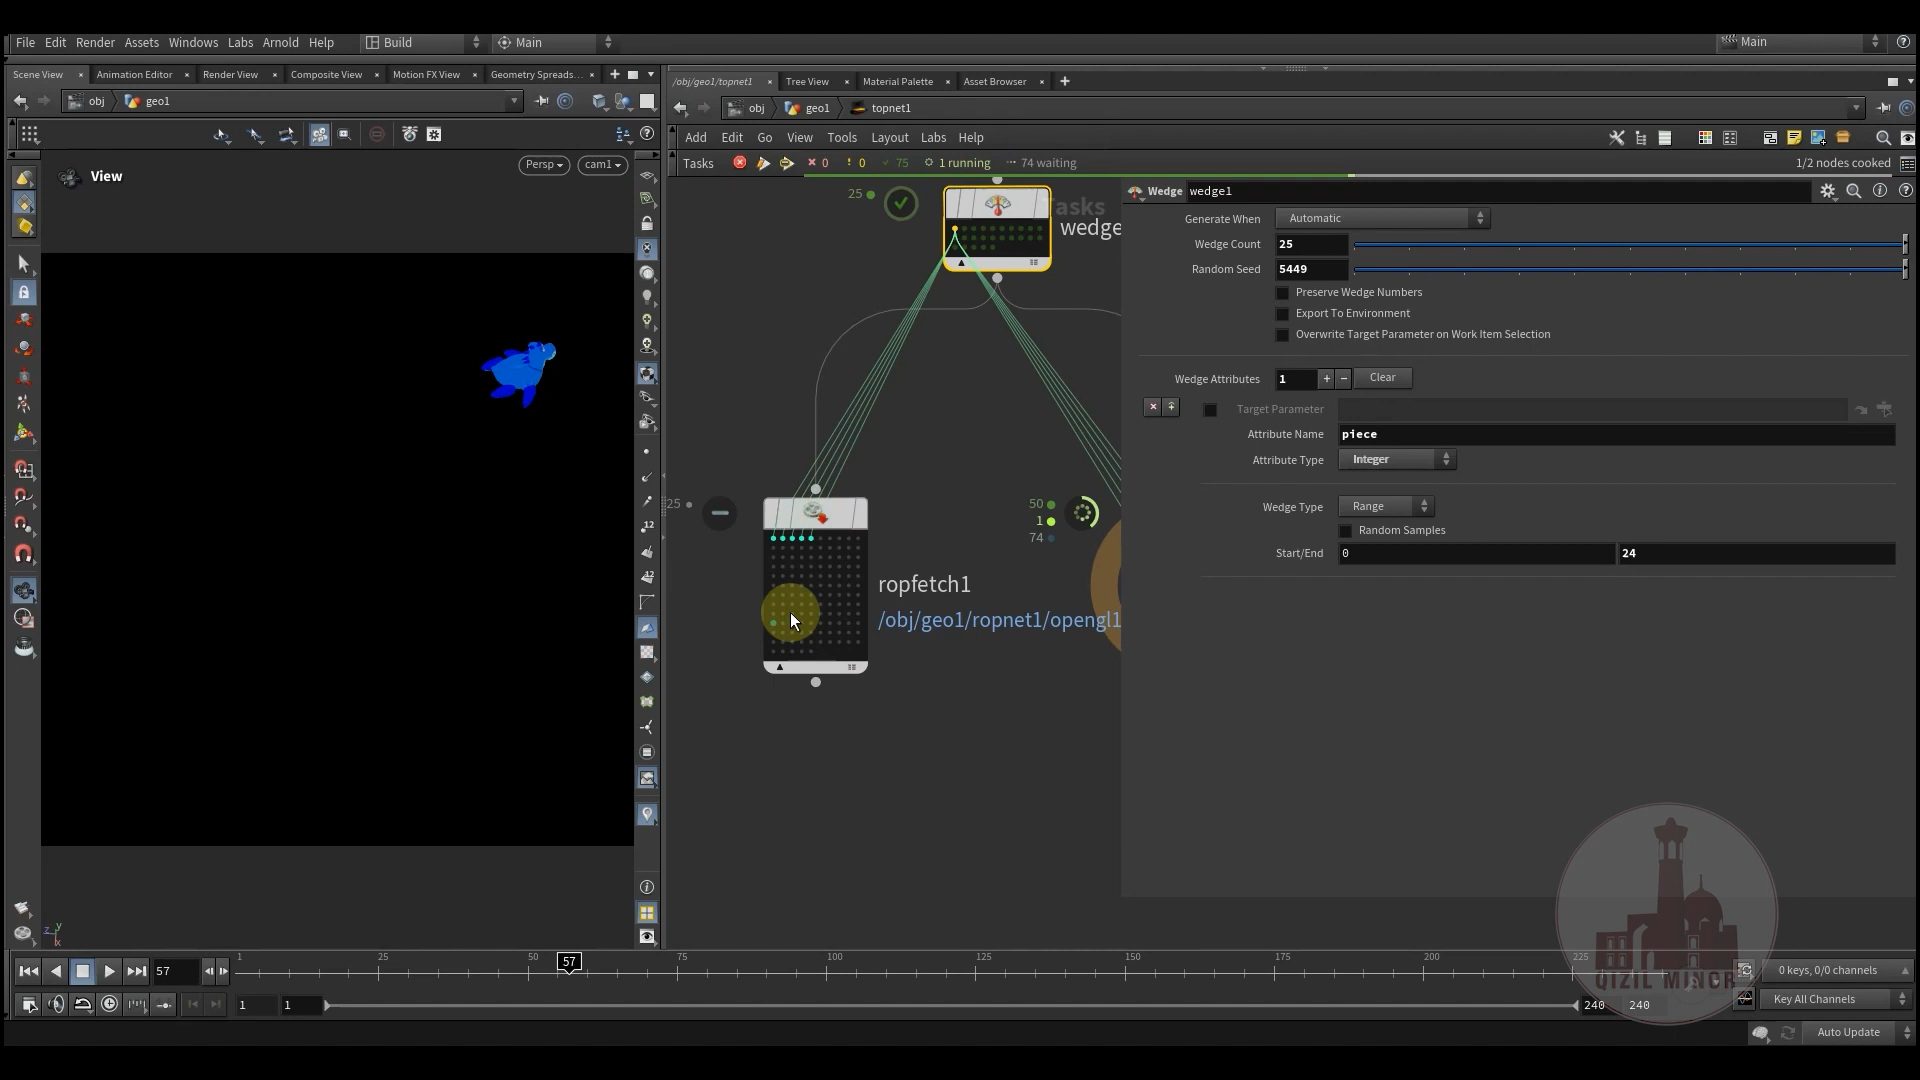 File Edit Render Assets Windows Labs Arnold Help Build Main Main
Scene View × Animation Editor × Render View × Composite View × Motion FX View × Geometry Spreads... ×
/obj/geo1/topnet1 × Tree View × Material Palette × Asset Browser ×
obj geo1
obj geo1 topnet1
Add Edit Go View Tools Layout Labs Help
Tasks 0 0 75 1 running 74 waiting 1/2 nodes cooked
View
Persp cam1
25
Tasks
wedge
Wedge wedge1
Generate When Automatic
Wedge Count 25
Random Seed 5449
Preserve Wedge Numbers
Export To Environment
Overwrite Target Parameter on Work Item Selection
Wedge Attributes 1 + − Clear
Target Parameter
Attribute Name piece
Attribute Type Integer
Wedge Type Range
Random Samples
Start/End 0 24
25
50
1
74
ropfetch1
/obj/geo1/ropnet1/opengl1
12
12
z y x
QIZIL MINOR
57 1 25 50 57 75 100 125 150 175 200 225
0 keys, 0/0 channels
1 1 240 240 Key All Channels
Auto Update